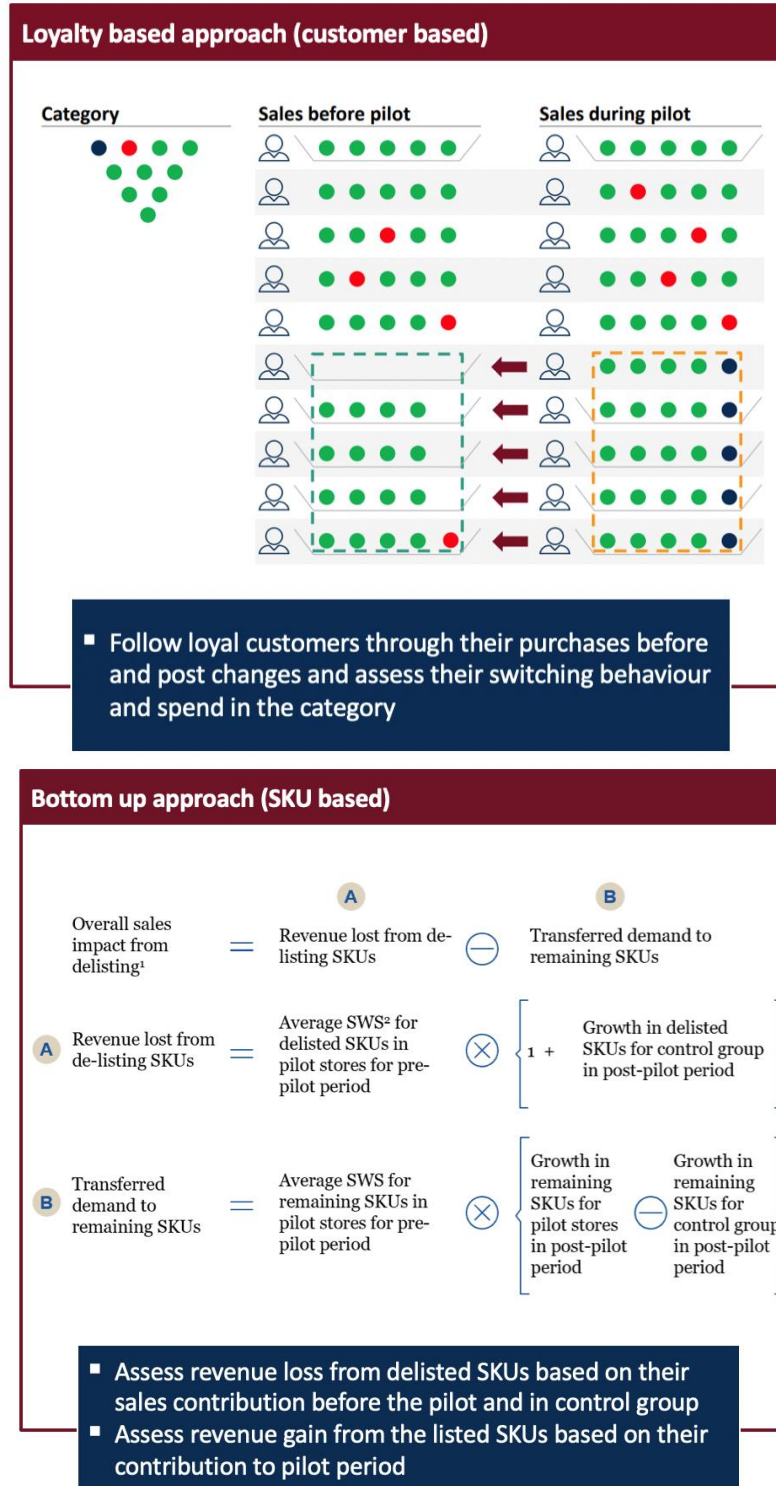 Loyalty based approach (customer based)
Category
Sales before pilot
Sales during pilot
▪ Follow loyal customers through their purchases before
and post changes and assess their switching behaviour
and spend in the category
Bottom up approach (SKU based)
A
B
Overall sales
impact from
delisting¹
=
Revenue lost from de-
listing SKUs
−
Transferred demand to
remaining SKUs
A
Revenue lost from
de-listing SKUs
=
Average SWS² for
delisted SKUs in
pilot stores for pre-
pilot period
×
1 +
Growth in delisted
SKUs for control group
in post-pilot period
B
Transferred
demand to
remaining SKUs
=
Average SWS for
remaining SKUs in
pilot stores for pre-
pilot period
×
Growth in
remaining
SKUs for
pilot stores
in post-pilot
period
−
Growth in
remaining
SKUs for
control group
in post-pilot
period
▪ Assess revenue loss from delisted SKUs based on their
sales contribution before the pilot and in control group
▪ Assess revenue gain from the listed SKUs based on their
contribution to pilot period